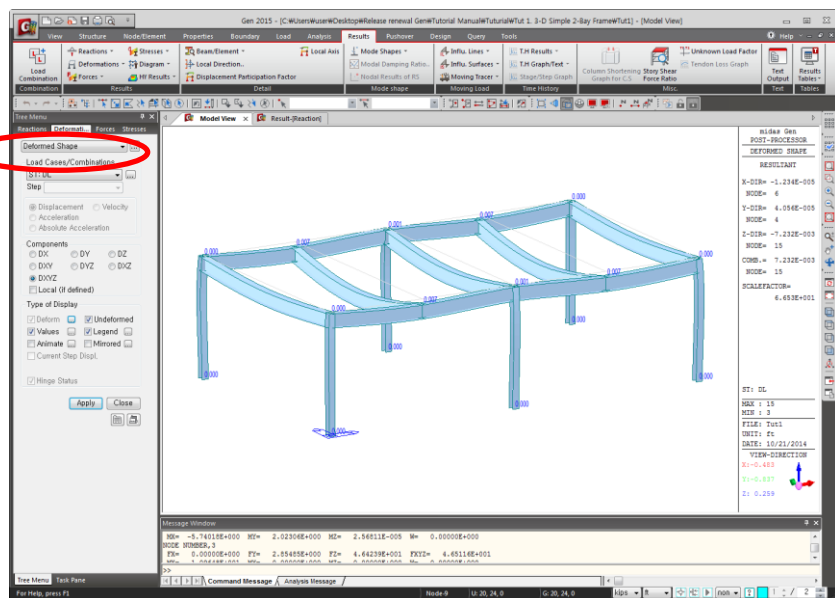 Gen 2015 - [C:₩Users₩user₩Desktop₩Release renewal Gen₩Tutorial Manual₩Tuturial₩Tut 1. 3-D Simple 2-Bay Frame₩Tut1] - [Model View]
View Structure Node/Element Properties Boundary Load Analysis Results Pushover Design Query Tools Help
Load Combination
Reactions
Deformations
Forces
Stresses
HY Results
Beam/Element
Local Direction..
Displacement Participation Factor
Local Axis
Mode Shapes
Modal Damping Ratio..
Nodal Results of RS
Influ. Lines
Influ. Surfaces
Moving Tracer
T.H Results
T.H Graph/Text
Stage/Step Graph
Column Shortening Graph for C.S.
Story Shear Force Ratio
Unknown Load Factor
Tendon Loss Graph
Text Output
Results Tables
Combination Results Detail Mode shape Moving Load Time History Misc. Text Tables
Tree Menu
Reactions Deformati... Forces Stresses
Deformed Shape
Load Cases/Combinations
ST: DL
Step
Displacement Velocity
Acceleration
Absolute Acceleration
Components
DX DY DZ
DXY DYZ DXZ
DXYZ
Local (if defined)
Type of Display
Deform Undeformed
Values Legend
Animate Mirrored
Current Step Displ.
Hinge Status
Apply Close
Tree Menu Task Pane
Model View Result-[Reaction]
0.000
0.007
0.001
0.000
0.000
0.007
0.001
0.000
0.007
0.001
0.007
0.000
0.000
0.000
0.000
0.000
0.000
0.000
midas Gen
POST-PROCESSOR
DEFORMED SHAPE
RESULTANT
X-DIR= -1.234E-005
NODE= 6
Y-DIR= 4.056E-005
NODE= 4
Z-DIR= -7.232E-003
NODE= 15
COMB.= 7.232E-003
NODE= 15
SCALEFACTOR=
6.653E+001
ST: DL
MAX : 15
MIN : 3
FILE: Tut1
UNIT: ft
DATE: 10/21/2014
VIEW-DIRECTION
X:-0.483
Z: 0.259
Message Window
MX= -5.74018E+000 MY= 2.02306E+000 MZ= 2.56811E-005 W= 0.00000E+000
NODE NUMBER,3
FX= 0.00000E+000 FY= 2.85485E+000 FZ= 4.64239E+001 FXYZ= 4.65116E+001
>>
Command Message Analysis Message
For Help, press F1
Node-9 U: 20, 24, 0 G: 20, 24, 0 kips ft non 1 / 2